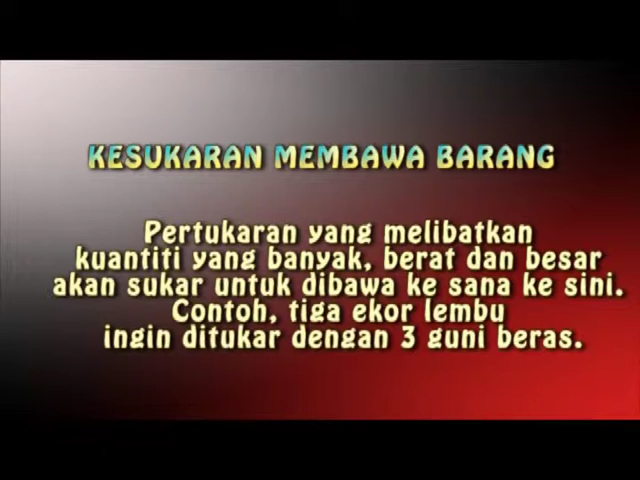 KESUKARAN MEMBAWA BARANG
Pertukaran yang melibatkan
kuantiti yang banyak, berat dan besar
akan sukar untuk dibawa ke sana ke sini.
Contoh, tiga ekor lembu
ingin ditukar dengan 3 guni beras.